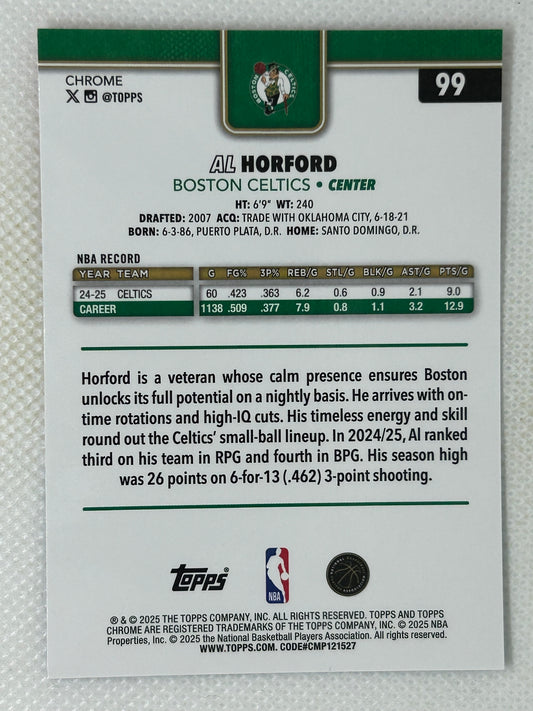 CHROME
X @TOPPS
BOSTON CELTICS
99
AL HORFORD
BOSTON CELTICS • CENTER
HT: 6'9" WT: 240
DRAFTED: 2007 ACQ: TRADE WITH OKLAHOMA CITY, 6-18-21
BORN: 6-3-86, PUERTO PLATA, D.R. HOME: SANTO DOMINGO, D.R.
NBA RECORD
YEAR TEAM G FG% 3P% REB/G STL/G BLK/G AST/G PTS/G
24-25 CELTICS 60 .423 .363 6.2 0.6 0.9 2.1 9.0
CAREER 1138 .509 .377 7.9 0.8 1.1 3.2 12.9
Horford is a veteran whose calm presence ensures Boston
unlocks its full potential on a nightly basis. He arrives with on-
time rotations and high-IQ cuts. His timeless energy and skill
round out the Celtics' small-ball lineup. In 2024/25, Al ranked
third on his team in RPG and fourth in BPG. His season high
was 26 points on 6-for-13 (.462) 3-point shooting.
Topps
NBA
® & © 2025 THE TOPPS COMPANY, INC. ALL RIGHTS RESERVED. TOPPS AND TOPPS
CHROME ARE REGISTERED TRADEMARKS OF THE TOPPS COMPANY, INC. © 2025 NBA
Properties, Inc. © 2025 the National Basketball Players Association. All rights reserved.
WWW.TOPPS.COM. CODE#CMP121527